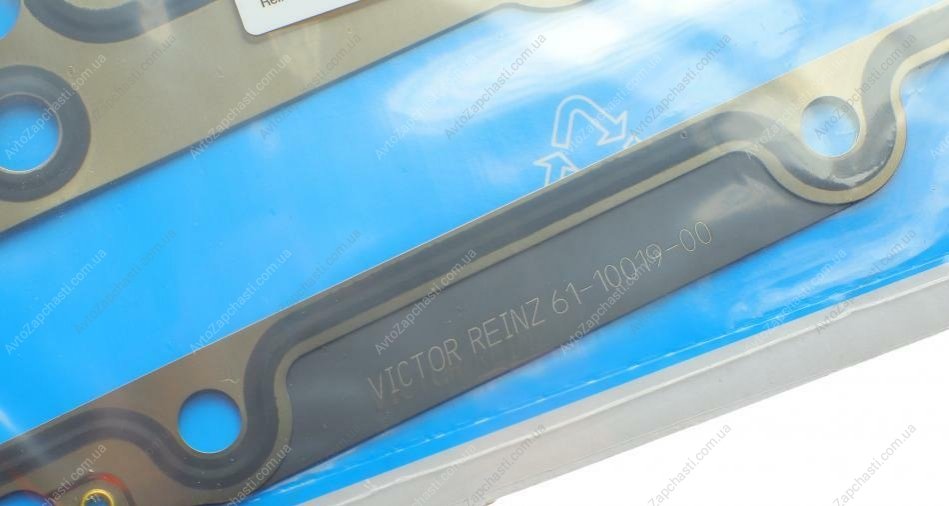 VICTOR REINZ 61-10019-00
AvtoZapchasti.com.ua